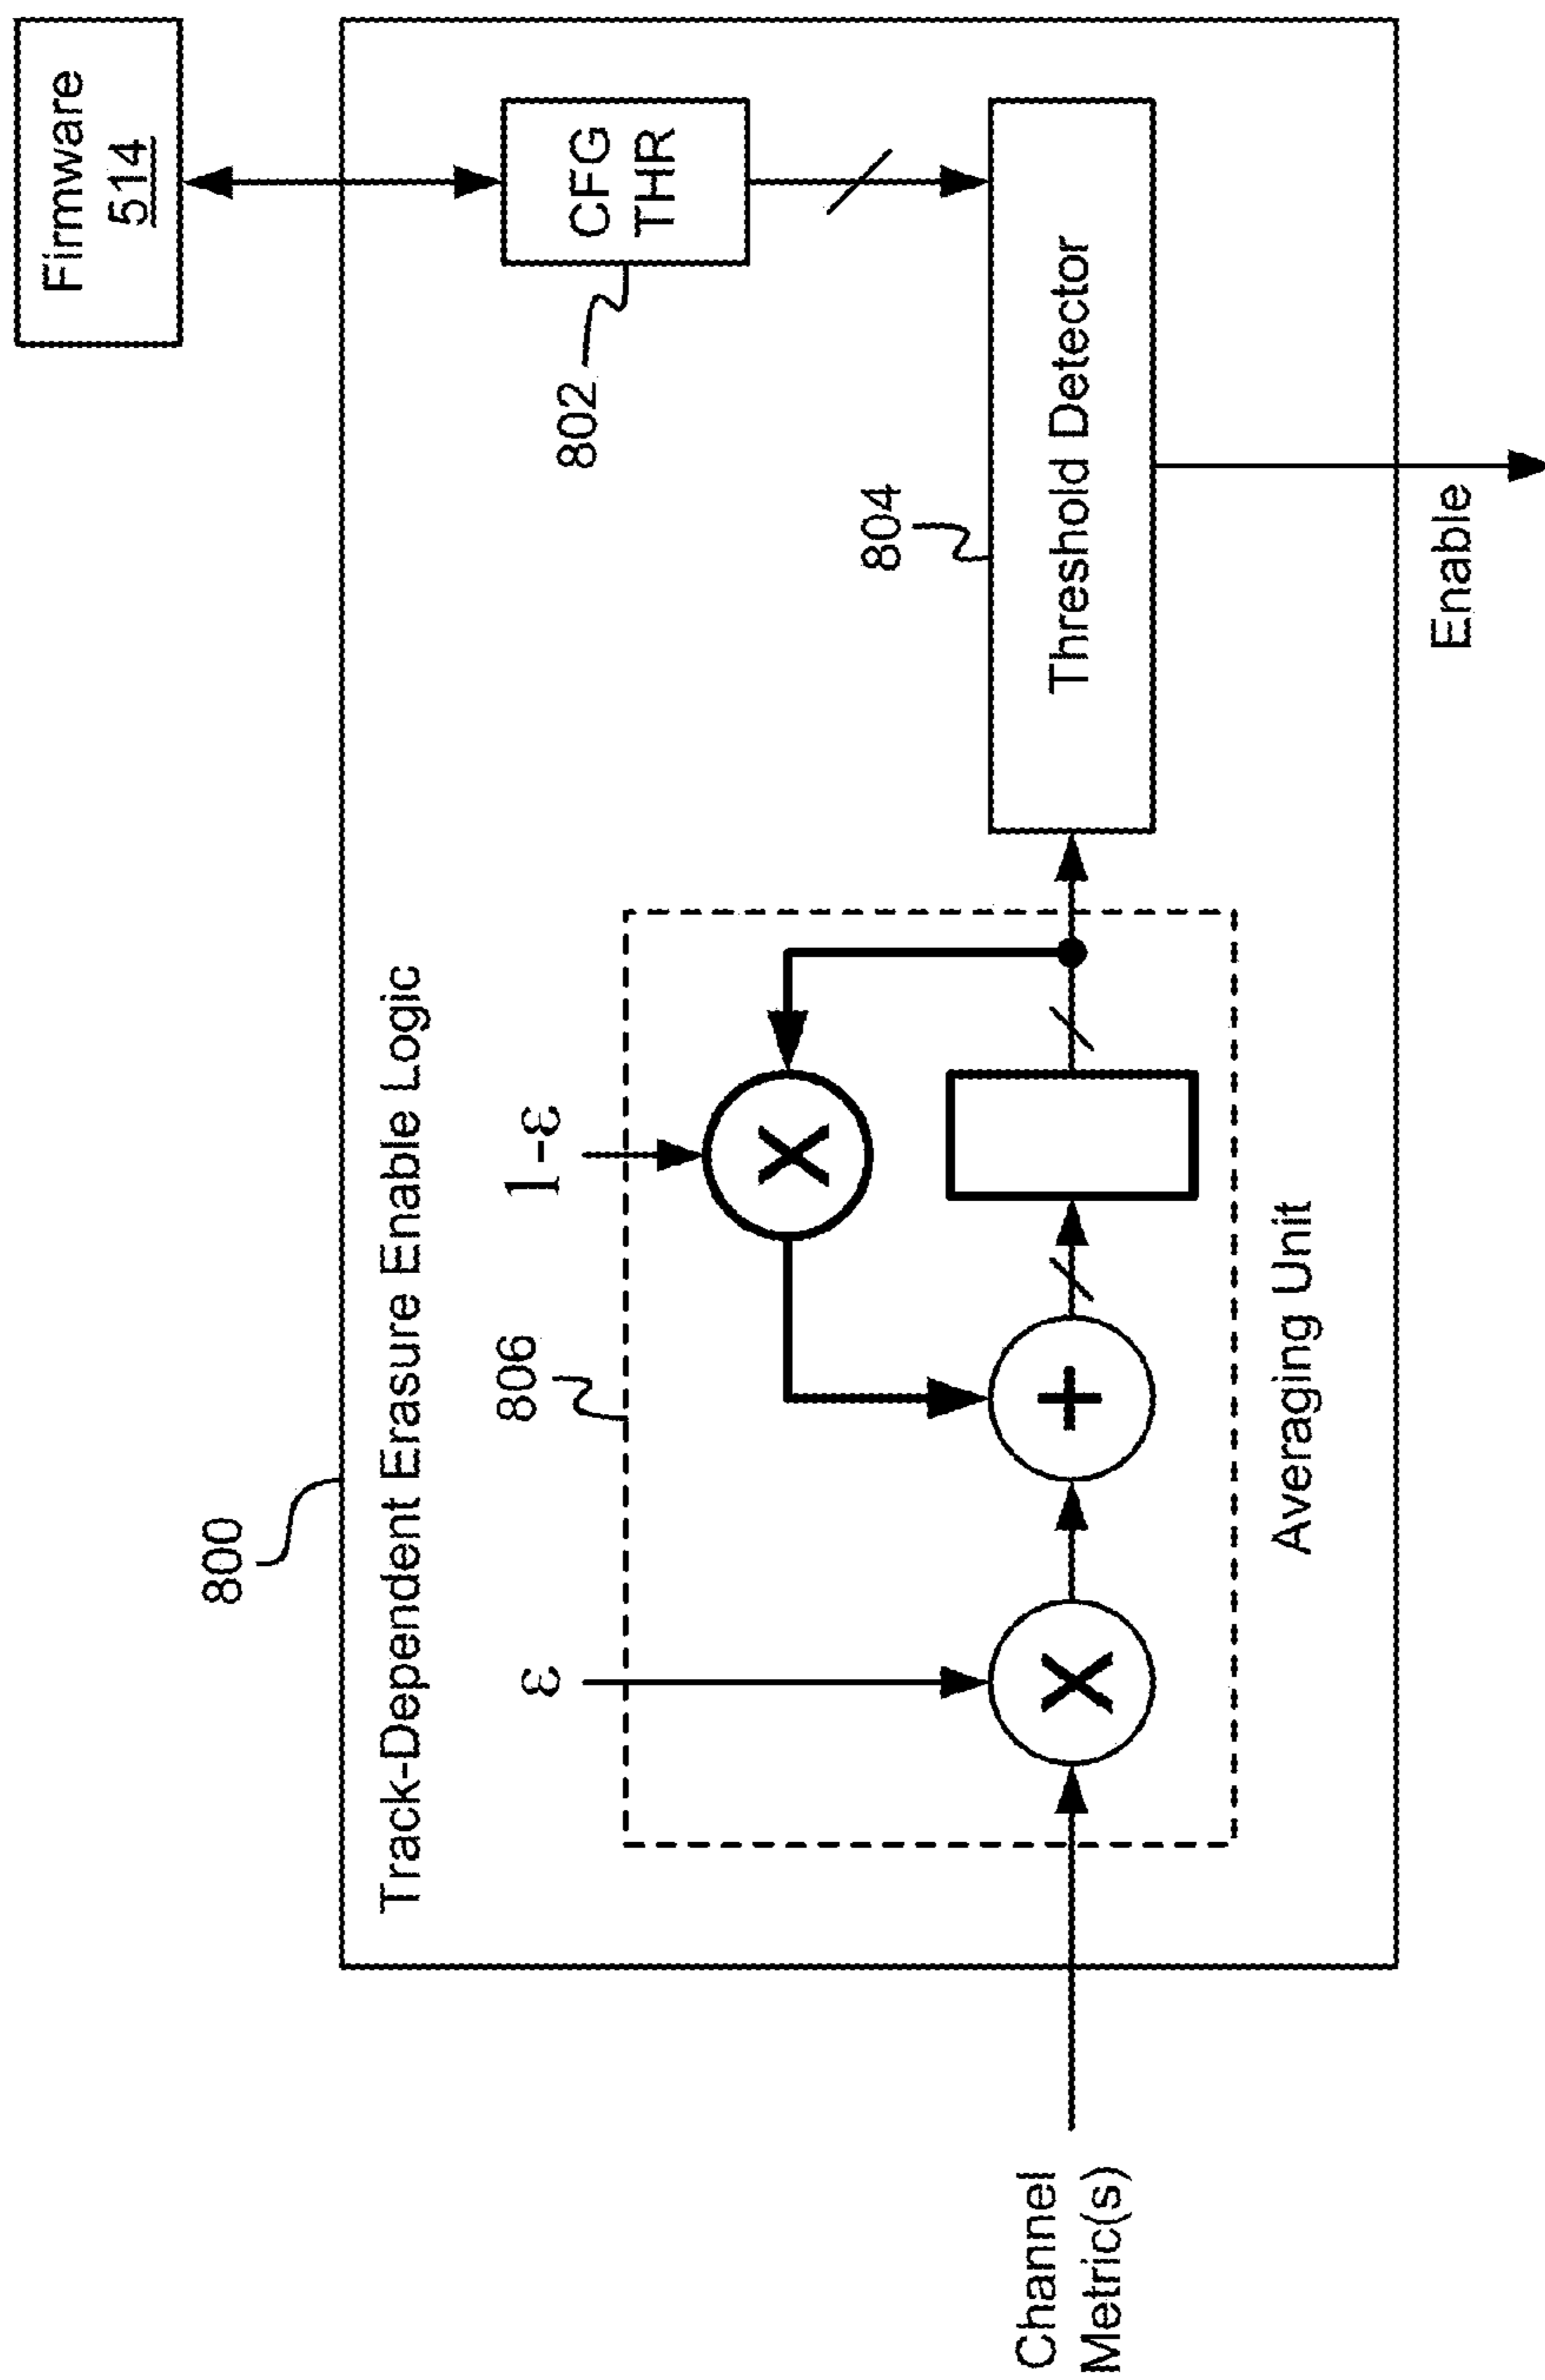 Firmware
514
800
Track-Dependent Erasure Enable Logic
CFG
THR
802
ε
806
1-ε
X
804
Threshold Detector
Channel
Metric(s)
X
+
Averaging Unit
Enable